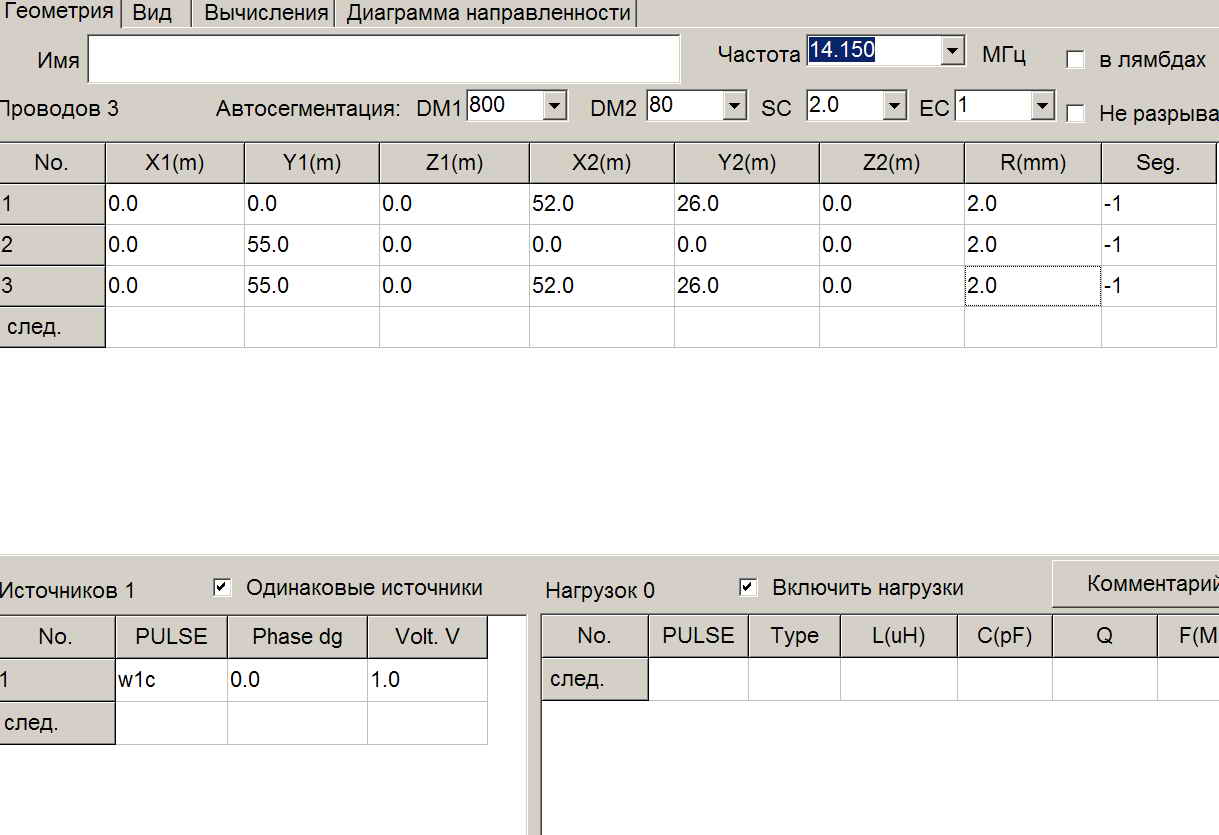 Геометрия Вид Вычисления Диаграмма направленности
Имя Частота 14.150 МГц в лямбдах
Проводов 3 Автосегментация: DM1 800 DM2 80 SC 2.0 EC 1 Не разрыва
No. X1(m) Y1(m) Z1(m) X2(m) Y2(m) Z2(m) R(mm) Seg.
1 0.0 0.0 0.0 52.0 26.0 0.0 2.0 -1
2 0.0 55.0 0.0 0.0 0.0 0.0 2.0 -1
3 0.0 55.0 0.0 52.0 26.0 0.0 2.0 -1
след.
Источников 1 Одинаковые источники Нагрузок 0 Включить нагрузки Комментарий
No. PULSE Phase dg Volt. V No. PULSE Type L(uH) C(pF) Q F(M
1 w1c 0.0 1.0 след.
след.